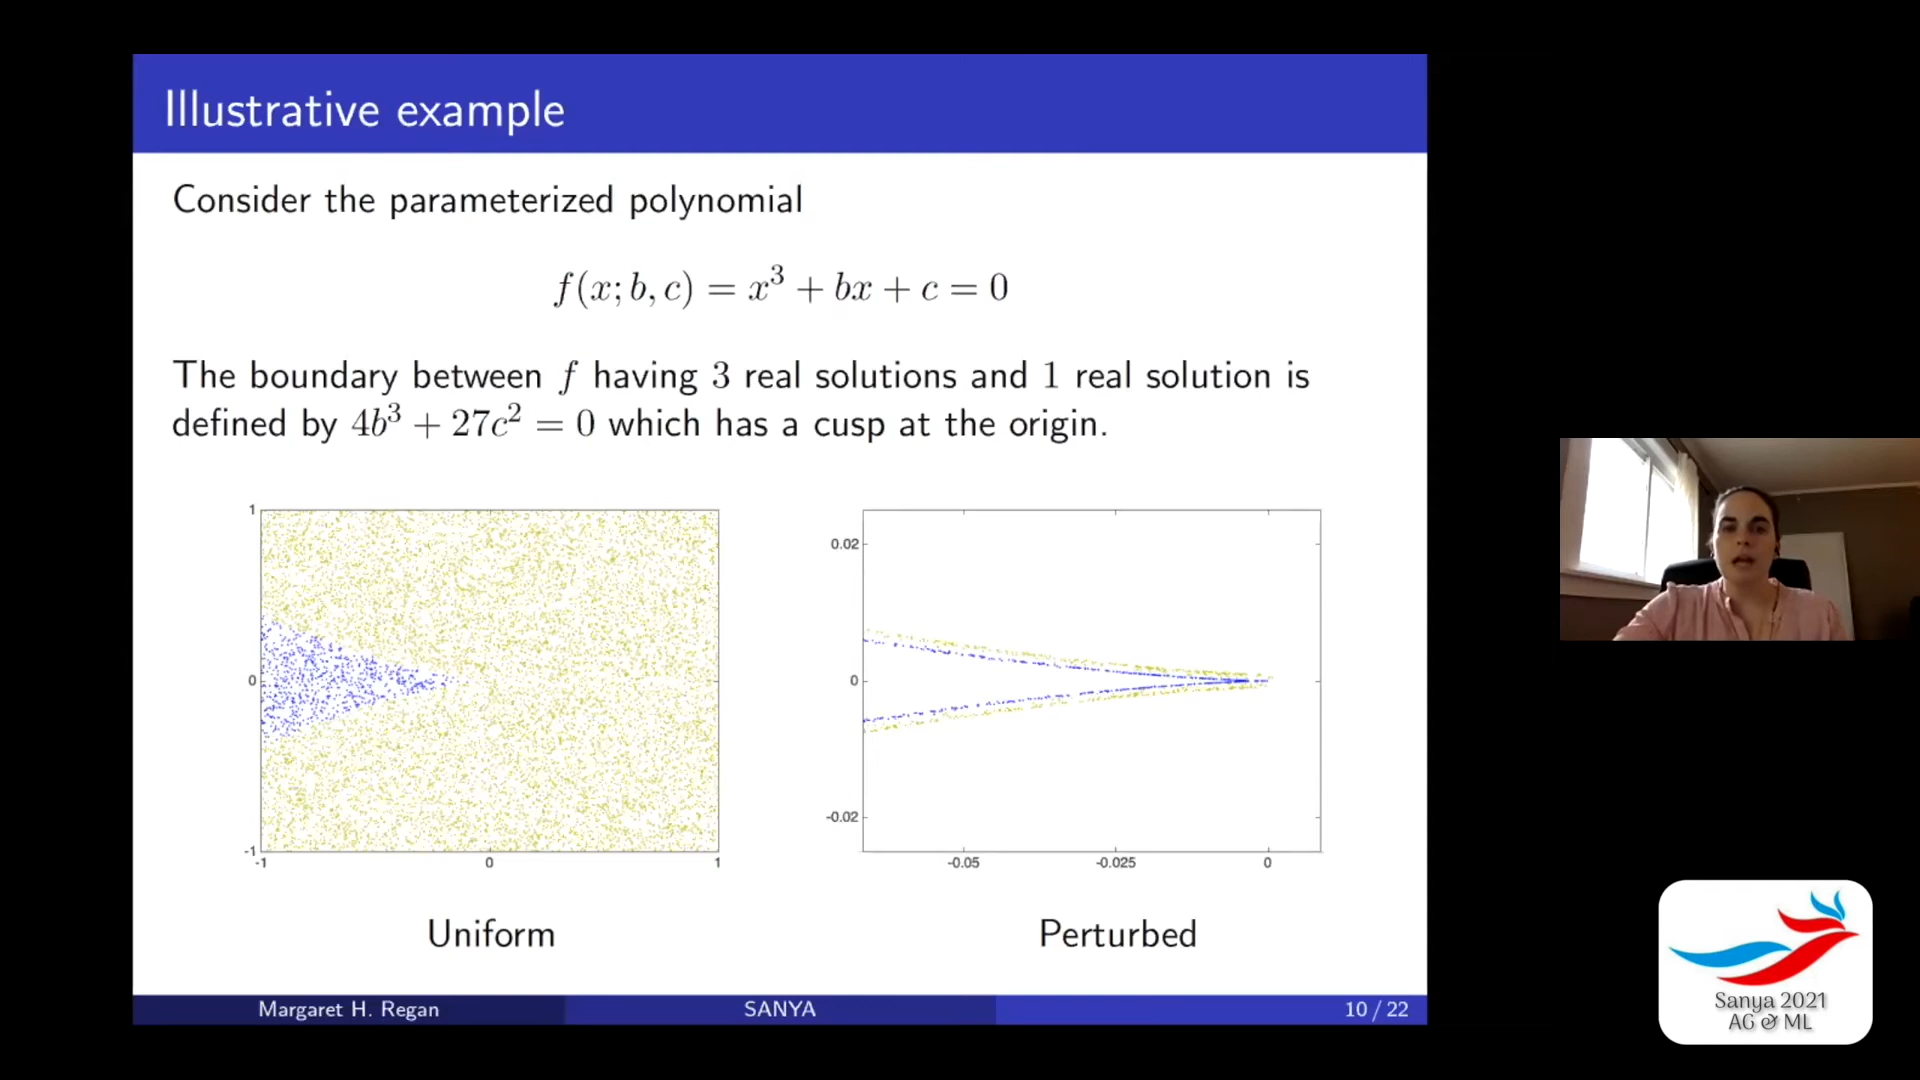 Illustrative example
Consider the parameterized polynomial
f(x; b, c) = x³ + bx + c = 0
The boundary between f having 3 real solutions and 1 real solution is
defined by 4b³ + 27c² = 0 which has a cusp at the origin.
1
0
-1
-1
0
1
0.02
0
-0.02
-0.05
-0.025
0
Uniform
Perturbed
Margaret H. Regan
SANYA
10 / 22
Sanya 2021
AG & ML